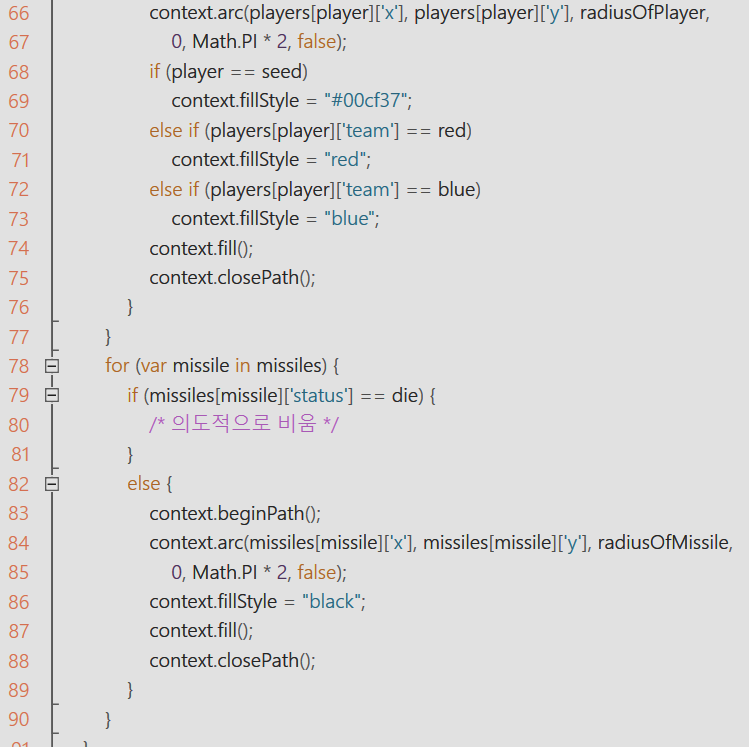 66 context.arc(players[player]['x'], players[player]['y'], radiusOfPlayer,
67 0, Math.PI * 2, false);
68 if (player == seed)
69 context.fillStyle = "#00cf37";
70 else if (players[player]['team'] == red)
71 context.fillStyle = "red";
72 else if (players[player]['team'] == blue)
73 context.fillStyle = "blue";
74 context.fill();
75 context.closePath();
76 }
77 }
78 for (var missile in missiles) {
79 if (missiles[missile]['status'] == die) {
80 /* 의도적으로 비움 */
81 }
82 else {
83 context.beginPath();
84 context.arc(missiles[missile]['x'], missiles[missile]['y'], radiusOfMissile,
85 0, Math.PI * 2, false);
86 context.fillStyle = "black";
87 context.fill();
88 context.closePath();
89 }
90 }
91 }